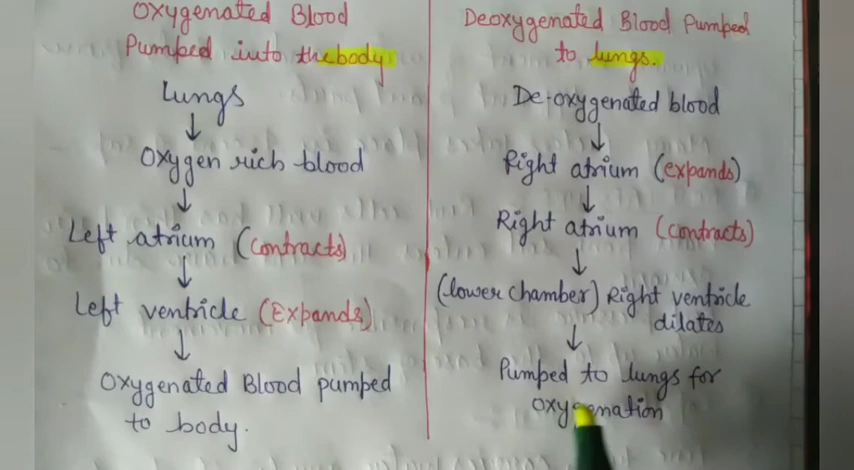 Oxygenated Blood
Pumped into the body
Lungs
↓
Oxygen rich blood
↓
Left atrium (contracts)
↓
Left ventricle (Expands)
↓
Oxygenated Blood pumped
to body.
Deoxygenated Blood Pumped
to lungs.
De-oxygenated blood
↓
Right atrium (expands)
↓
Right atrium (contracts)
↓
(lower chamber) Right ventricle
dilates
↓
Pumped to lungs for
oxygenation